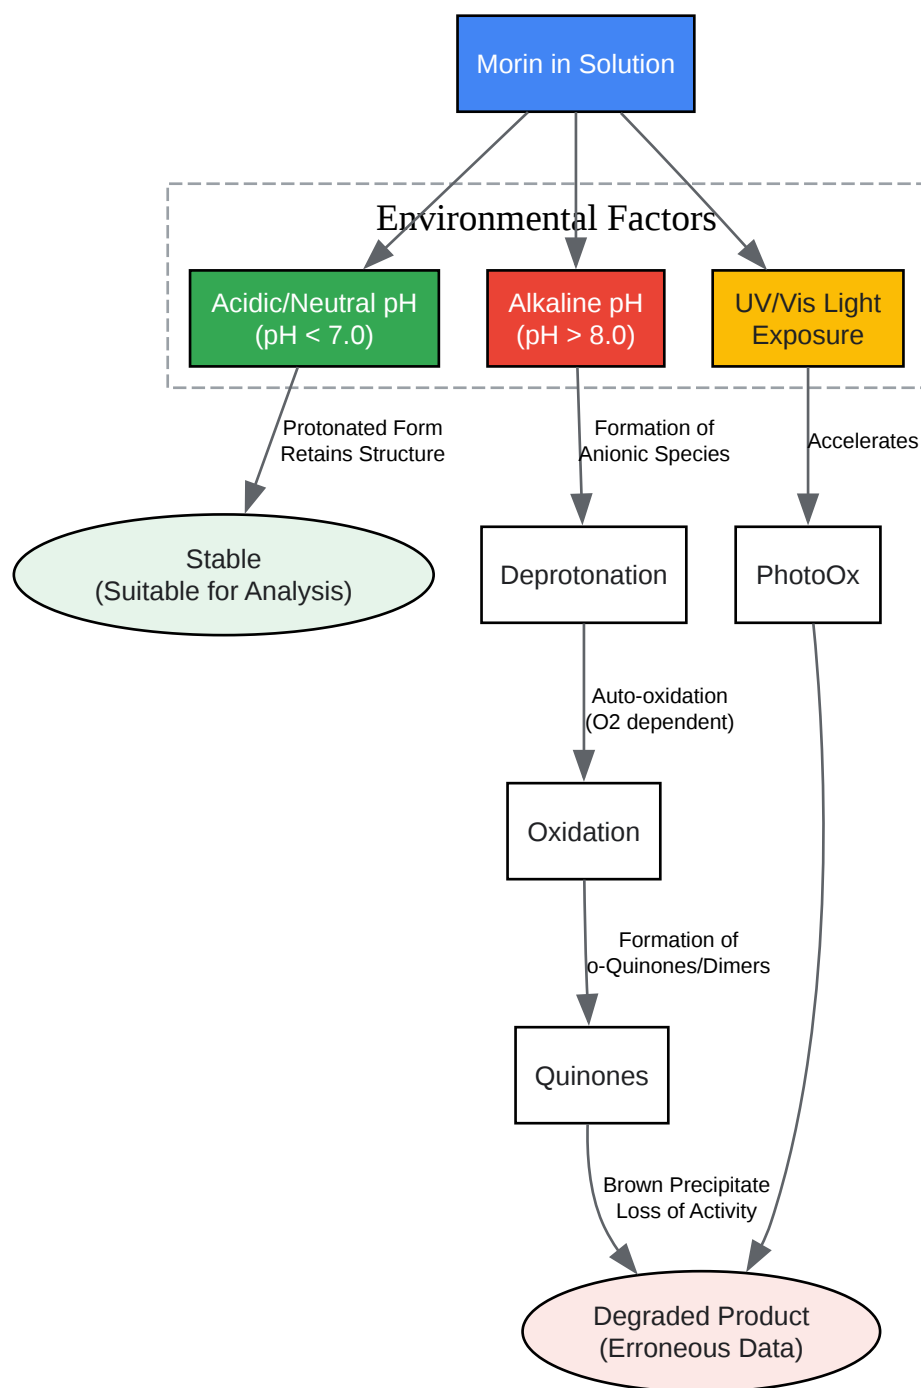 Morin in Solution
Environmental Factors
Acidic/Neutral pH
(pH < 7.0)
Alkaline pH
(pH > 8.0)
UV/Vis Light
Exposure
Protonated Form
Retains Structure
Formation of
Anionic Species
Accelerates
Stable
(Suitable for Analysis)
Deprotonation
PhotoOx
Auto-oxidation
(O2 dependent)
Oxidation
Formation of
o-Quinones/Dimers
Quinones
Brown Precipitate
Loss of Activity
Degraded Product
(Erroneous Data)